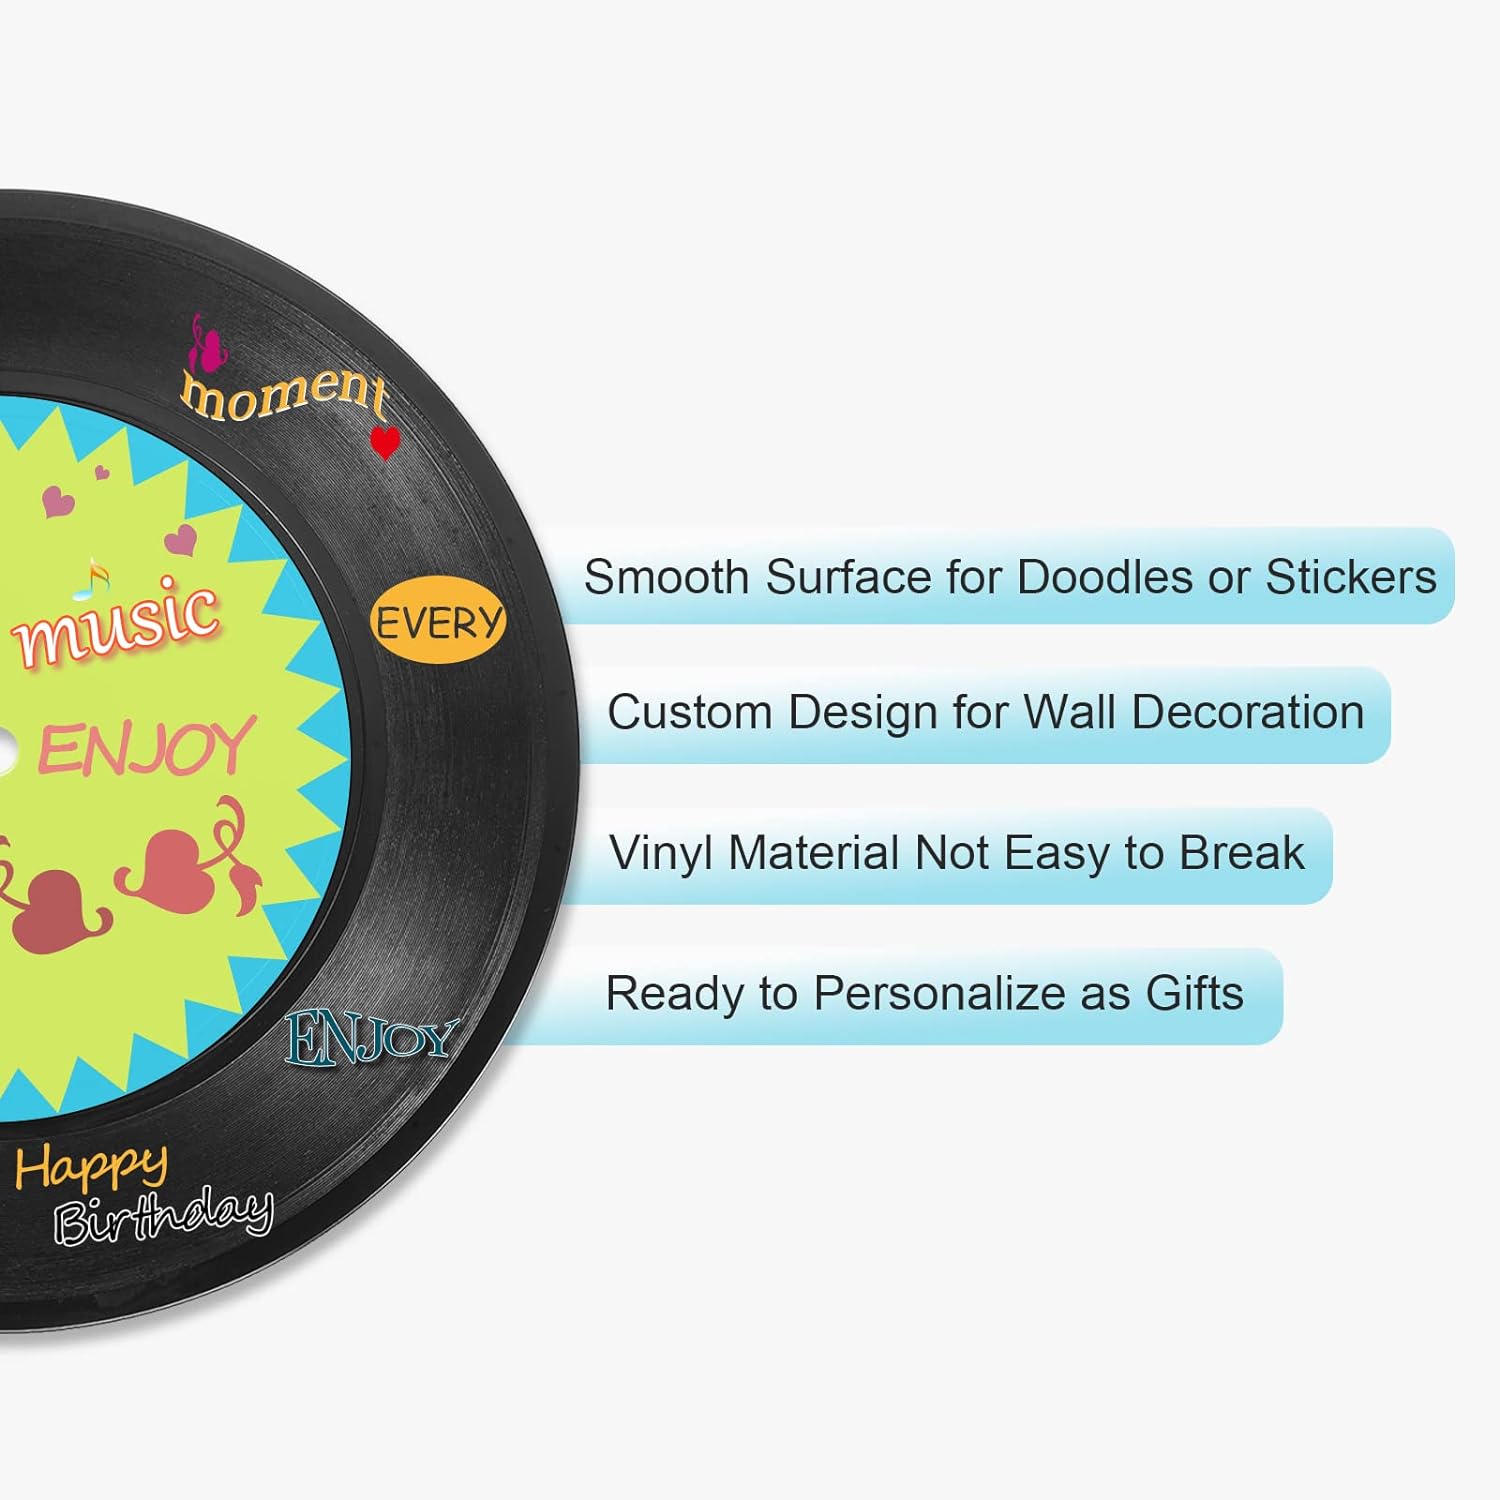 moment
EVERY
music
ENJOY
ENJOY
Happy
Birthday
Smooth Surface for Doodles or Stickers
Custom Design for Wall Decoration
Vinyl Material Not Easy to Break
Ready to Personalize as Gifts